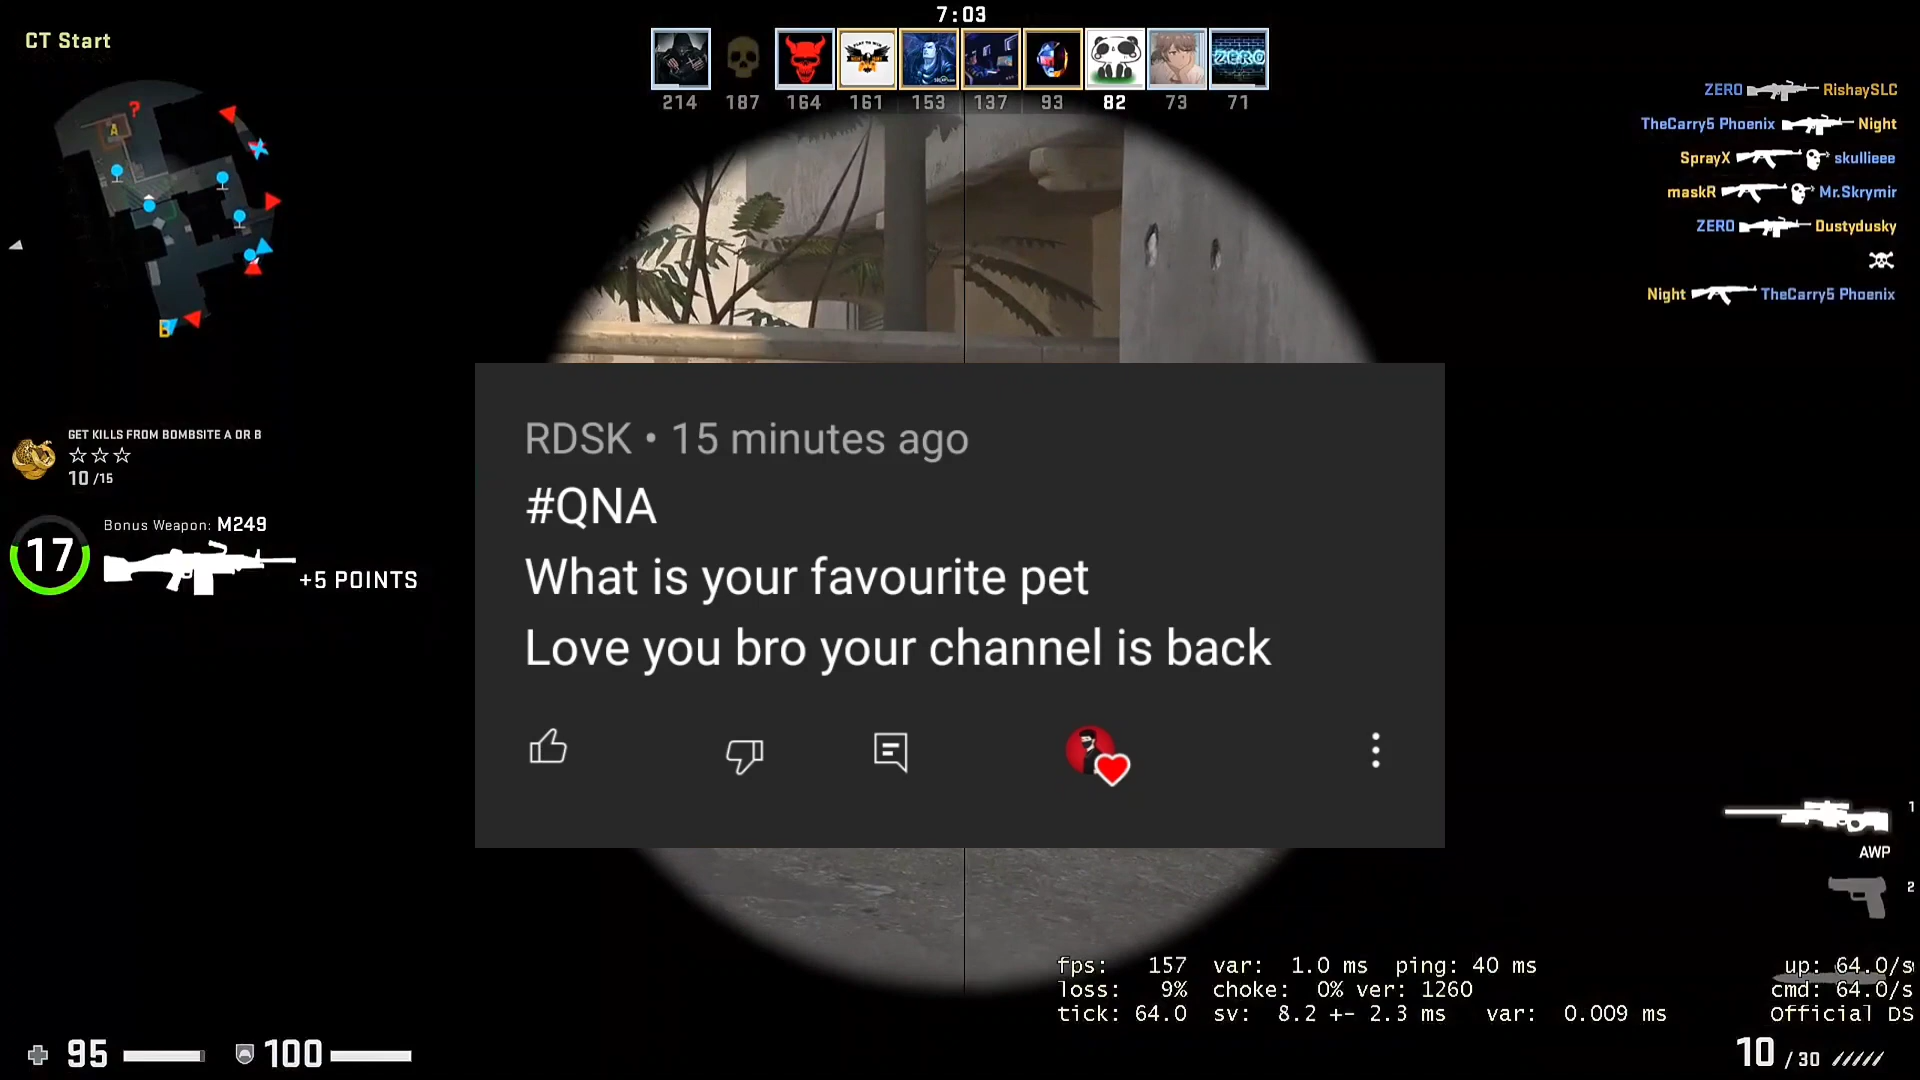 7:03
CT Start
214 187 164 161 153 137 93 82 73 71
ZERO
A
?
B
ZERO RishaySLC
TheCarry5 Phoenix Night
SprayX skullieee
maskR Mr.Skrymir
ZERO Dustydusky
Night TheCarry5 Phoenix
GET KILLS FROM BOMBSITE A OR B
10 /15
17 Bonus Weapon: M249
+5 POINTS
RDSK • 15 minutes ago
#QNA
What is your favourite pet
Love you bro your channel is back
1
AWP
2
fps: 157 var: 1.0 ms ping: 40 ms up: 64.0/s
loss: 9% choke: 0% ver: 1260 cmd: 64.0/s
tick: 64.0 sv: 8.2 +- 2.3 ms var: 0.009 ms Official DS
95 100
10 / 30